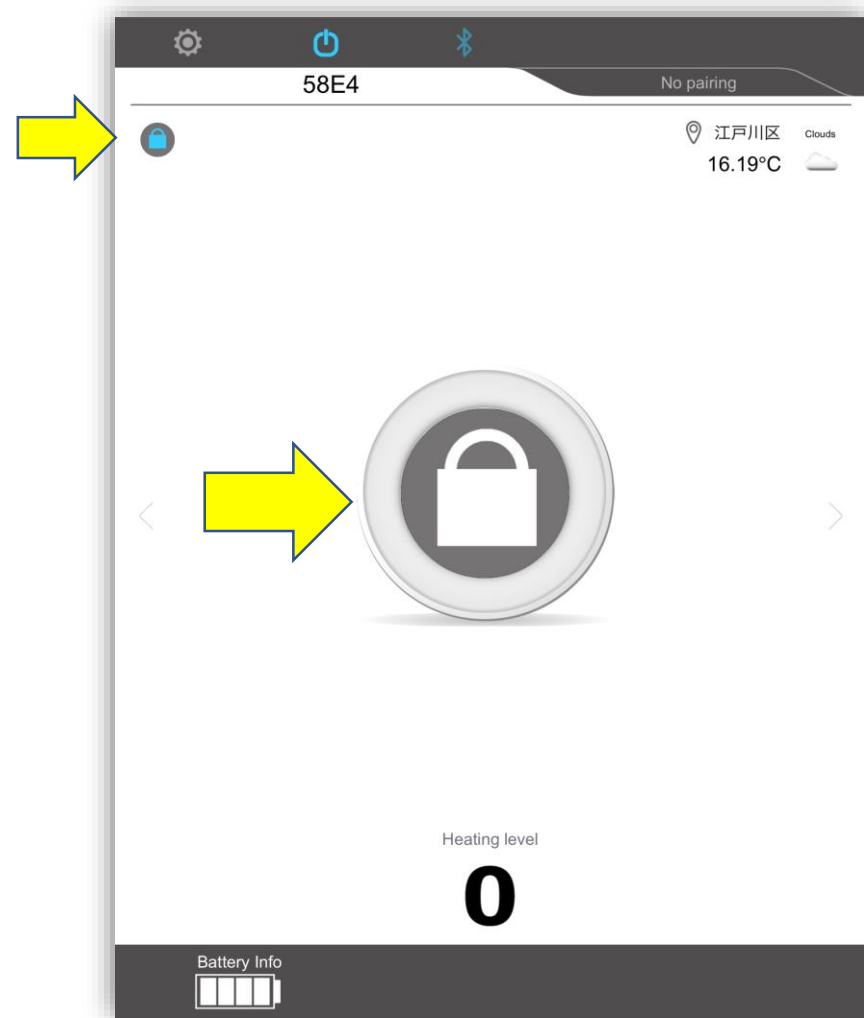 58E4
No pairing
江戸川区
Clouds
16.19°C
Heating level
0
Battery Info